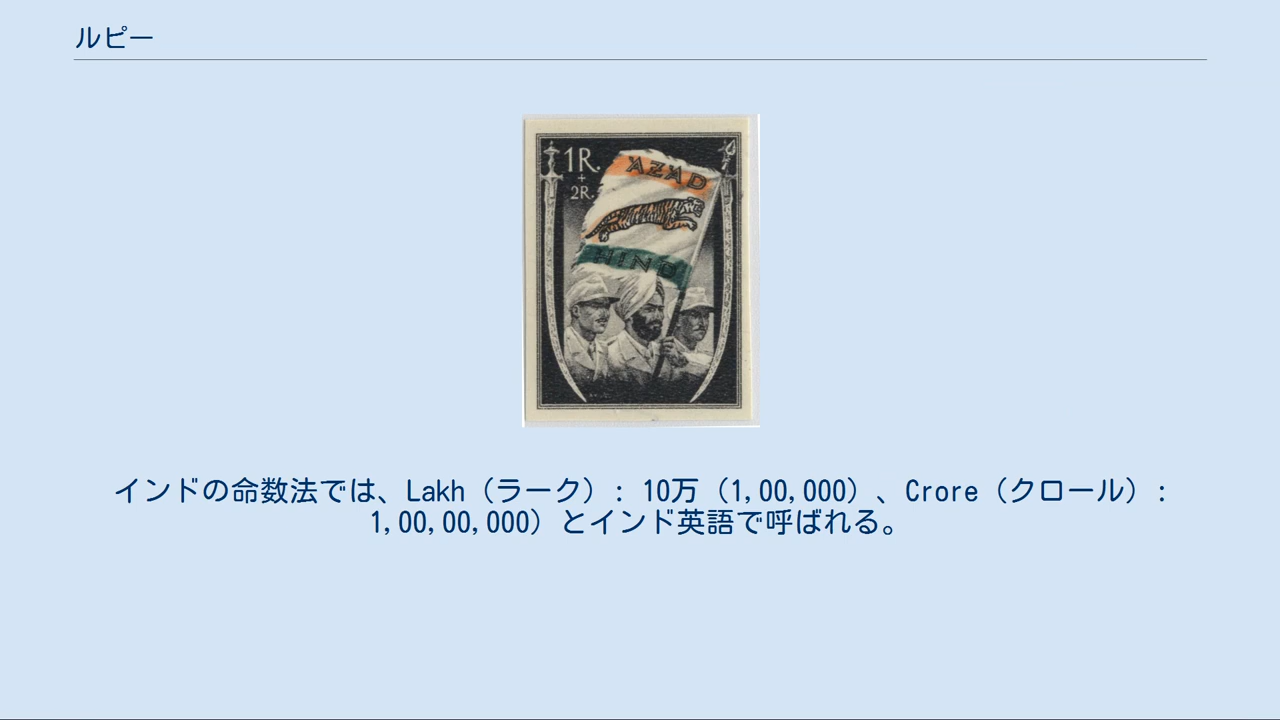 ルピー
1R.
+
2R.
AZAD
HIND
インドの命数法では、Lakh（ラーク）: 10万（1,00,000）、Crore（クロール）:
1,00,00,000）とインド英語で呼ばれる。